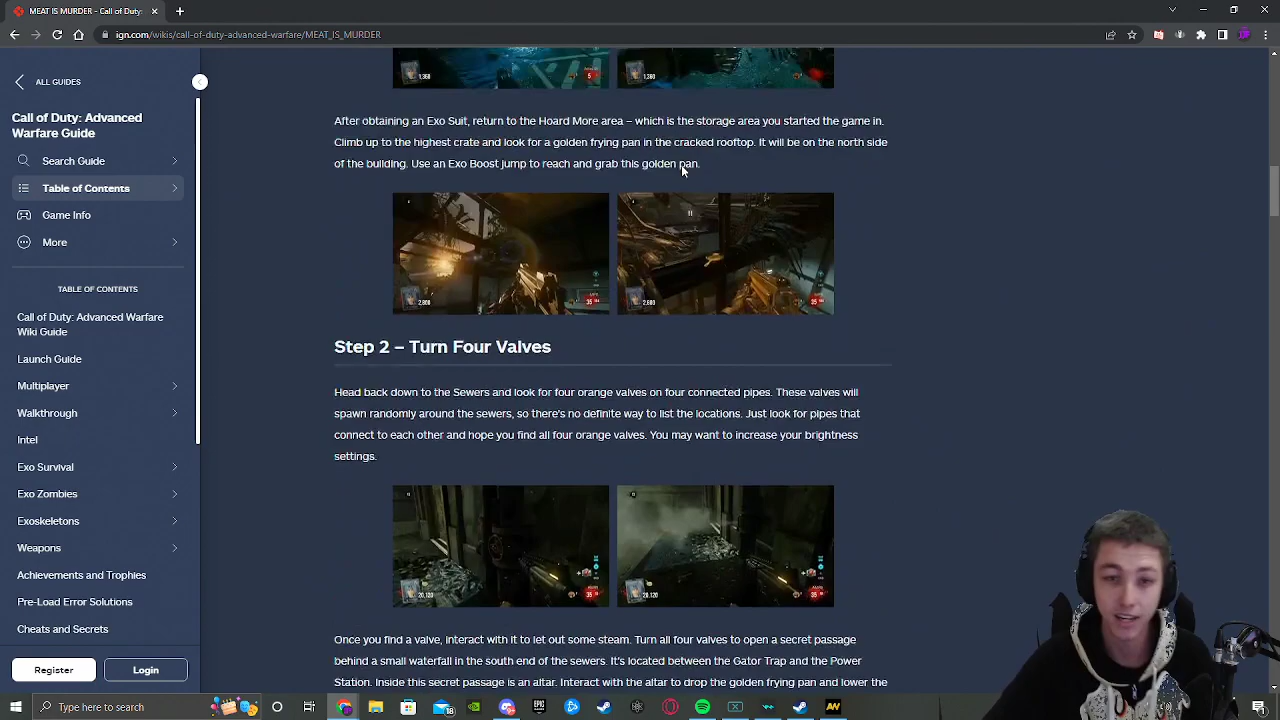 MEAT IS MURDER - Call of Duty:
ign.com/wikis/call-of-duty-advanced-warfare/MEAT_IS_MURDER
ALL GUIDES
Call of Duty: Advanced
Warfare Guide
Search Guide
Table of Contents
Game Info
More
TABLE OF CONTENTS
Call of Duty: Advanced Warfare
Wiki Guide
Launch Guide
Multiplayer
Walkthrough
Intel
Exo Survival
Exo Zombies
Exoskeletons
Weapons
Achievements and Trophies
Pre-Load Error Solutions
Cheats and Secrets
Register
Login
After obtaining an Exo Suit, return to the Hoard More area – which is the storage area you started the game in.
Climb up to the highest crate and look for a golden frying pan in the cracked rooftop. It will be on the north side
of the building. Use an Exo Boost jump to reach and grab this golden pan.
Step 2 – Turn Four Valves
Head back down to the Sewers and look for four orange valves on four connected pipes. These valves will
spawn randomly around the sewers, so there's no definite way to list the locations. Just look for pipes that
connect to each other and hope you find all four orange valves. You may want to increase your brightness
settings.
Once you find a valve, interact with it to let out some steam. Turn all four valves to open a secret passage
behind a small waterfall in the south end of the sewers. It's located between the Gator Trap and the Power
Station. Inside this secret passage is an altar. Interact with the altar to drop the golden frying pan and lower the
Type here to search